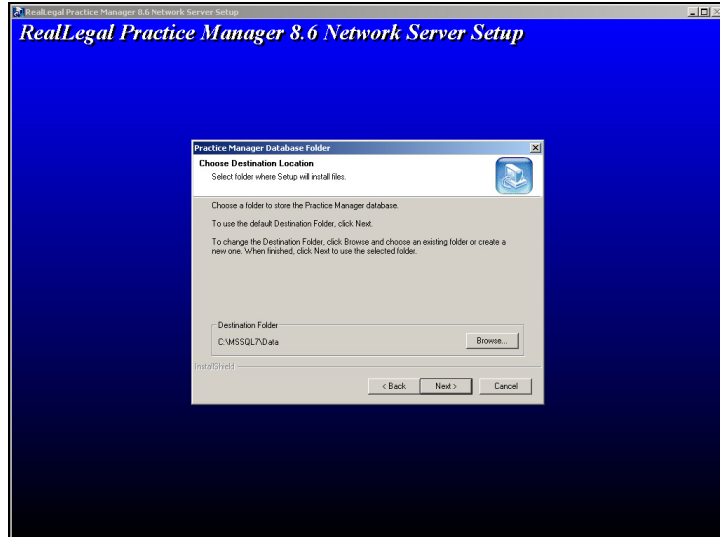 RealLegal Practice Manager 8.6 Network Server Setup
RealLegal Practice Manager 8.6 Network Server Setup
Practice Manager Database Folder
Choose Destination Location
Select folder where Setup will install files.
Choose a folder to store the Practice Manager database.
To use the default Destination Folder, click Next.
To change the Destination Folder, click Browse and choose an existing folder or create a
new one. When finished, click Next to use the selected folder.
Destination Folder
C:\MSSQL7\Data
Browse...
InstallShield
< Back
Next >
Cancel